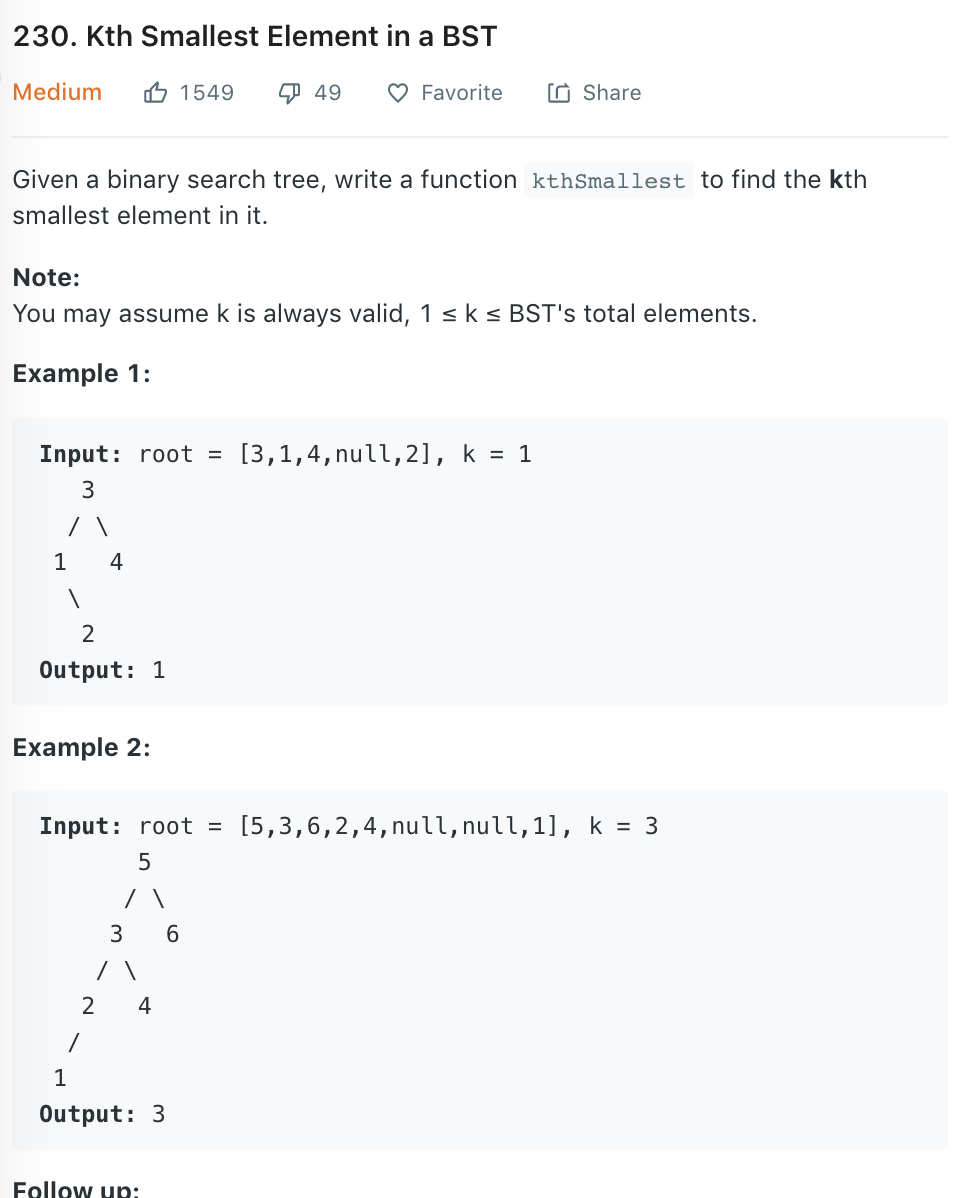 230. Kth Smallest Element in a BST
Medium 1549 49 Favorite Share
Given a binary search tree, write a function kthSmallest to find the kth
smallest element in it.
Note:
You may assume k is always valid, 1 ≤ k ≤ BST's total elements.
Example 1:
Input: root = [3,1,4,null,2], k = 1
3
/ \
1 4
\
2
Output: 1
Example 2:
Input: root = [5,3,6,2,4,null,null,1], k = 3
5
/ \
3 6
/ \
2 4
/
1
Output: 3
Follow up: